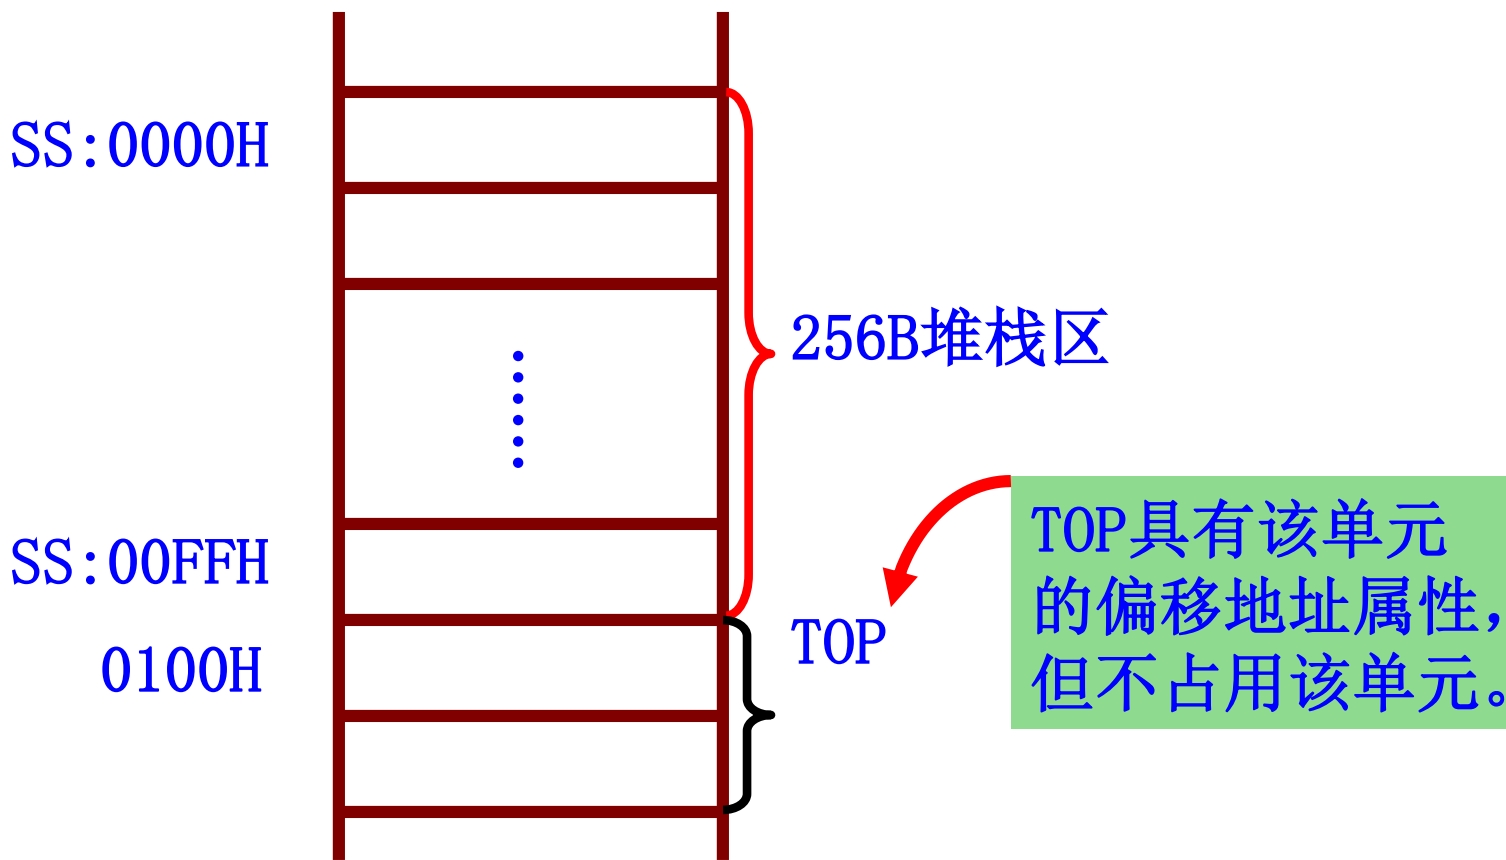 SS:0000H
256B堆栈区
SS:00FFH
0100H
TOP
TOP具有该单元
的偏移地址属性，
但不占用该单元。